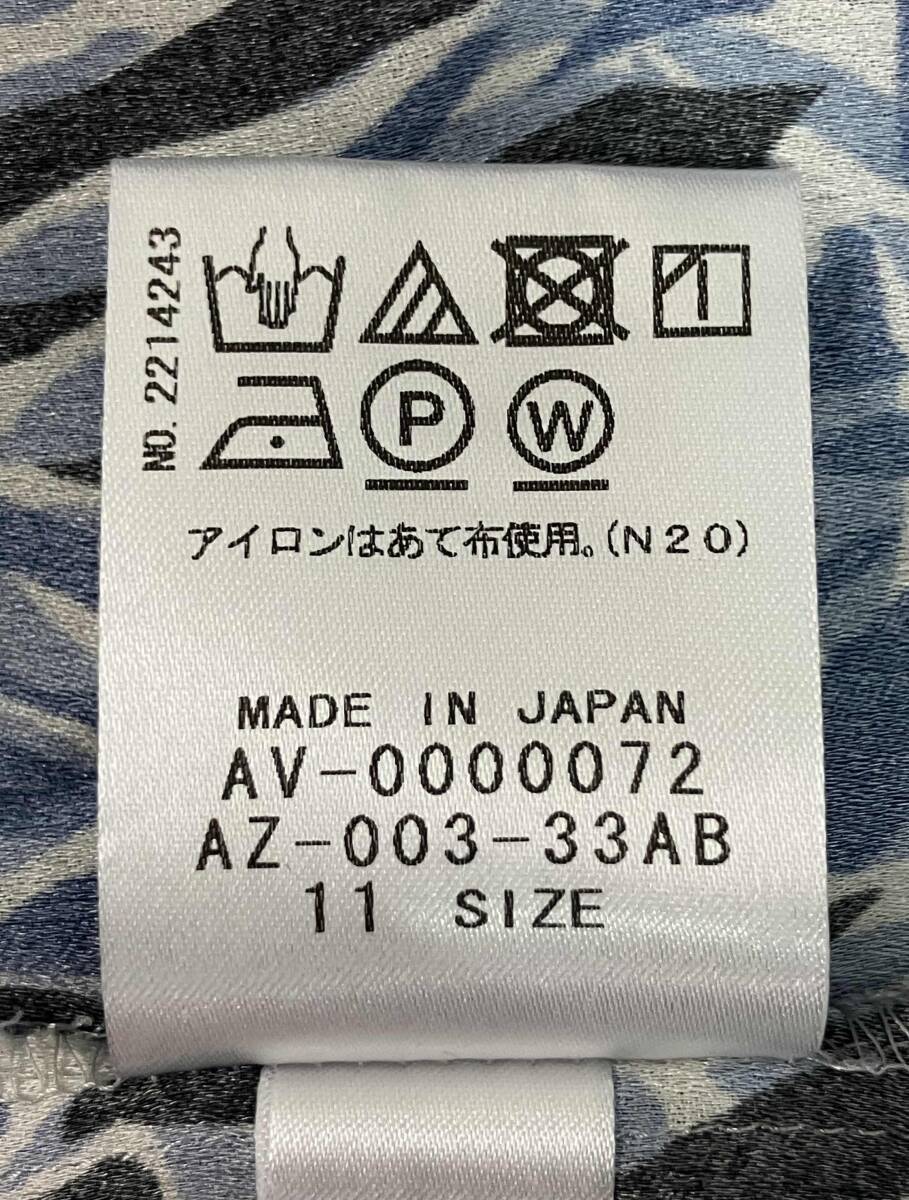 NO. 2214243
P
W
アイロンはあて布使用。(N20)
MADE IN JAPAN
AV-0000072
AZ-003-33AB
11 SIZE